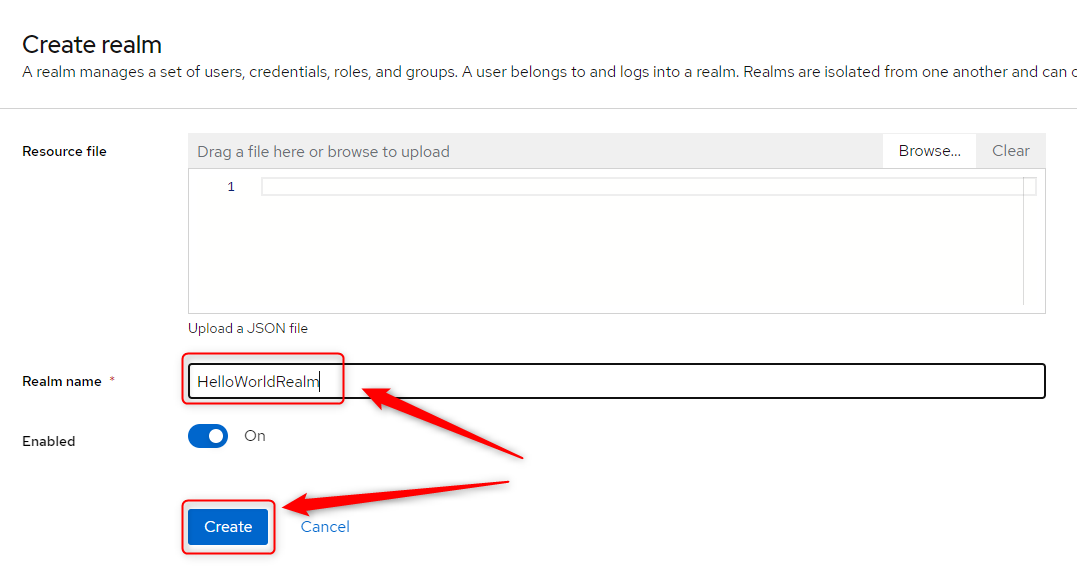 Create realm
A realm manages a set of users, credentials, roles, and groups. A user belongs to and logs into a realm. Realms are isolated from one another and can
Resource file
Drag a file here or browse to upload
Browse...
Clear
1
Upload a JSON file
Realm name *
HelloWorldRealm
Enabled
On
Create
Cancel